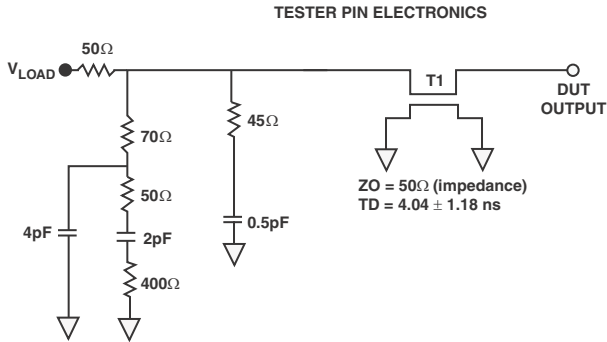 TESTER PIN ELECTRONICS
50Ω
VLOAD
T1
DUT
OUTPUT
70Ω
45Ω
50Ω
ZO = 50Ω (impedance)
TD = 4.04 ± 1.18 ns
4pF
2pF
0.5pF
400Ω